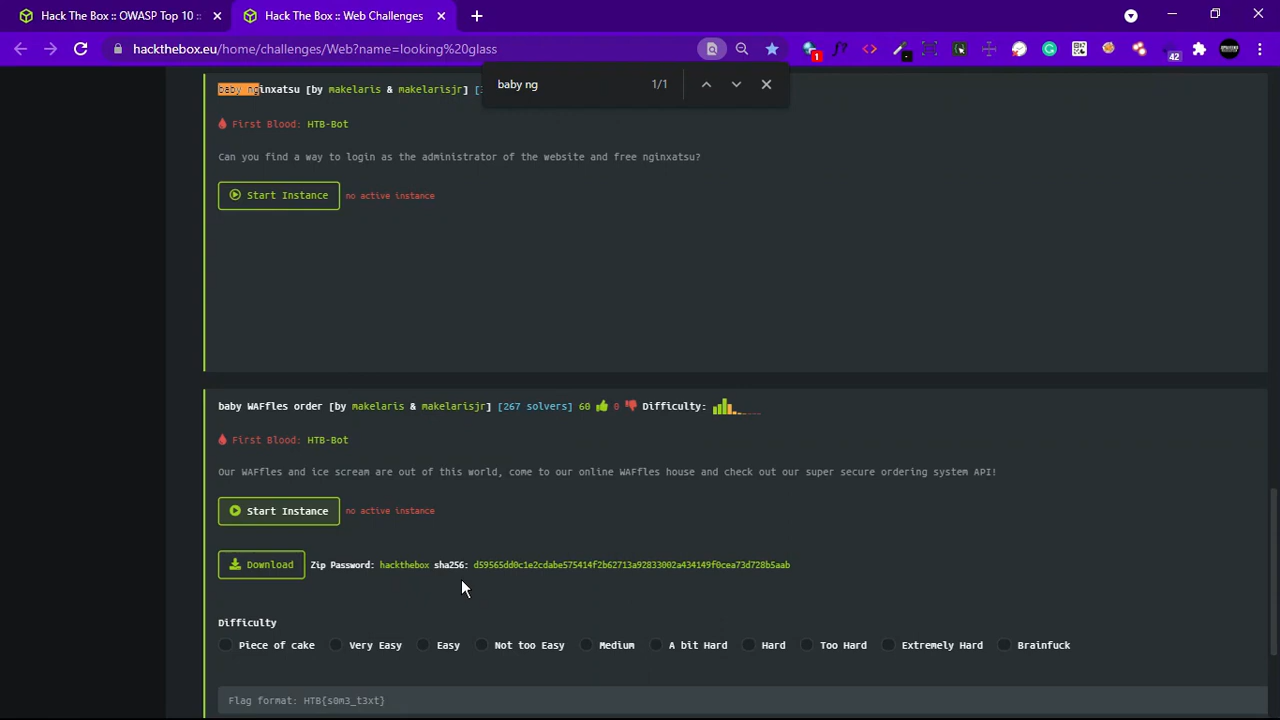 Hack The Box :: OWASP Top 10 ::
Hack The Box :: Web Challenges
hackthebox.eu/home/challenges/Web?name=looking%20glass
1
42
baby ng
1/1
baby nginxatsu [by makelaris & makelarisjr] [
First Blood: HTB-Bot
Can you find a way to login as the administrator of the website and free nginxatsu?
Start Instance no active instance
baby WAFfles order [by makelaris & makelarisjr] [267 solvers] 60 0 Difficulty:
First Blood: HTB-Bot
Our WAFfles and ice scream are out of this world, come to our online WAFfles house and check out our super secure ordering system API!
Start Instance no active instance
Download Zip Password: hackthebox sha256: d59565dd0c1e2cdabe575414f2b62713a92833002a434149f0cea73d728b5aab
Difficulty
Piece of cake Very Easy Easy Not too Easy Medium A bit Hard Hard Too Hard Extremely Hard Brainfuck
Flag format: HTB{s0m3_t3xt}